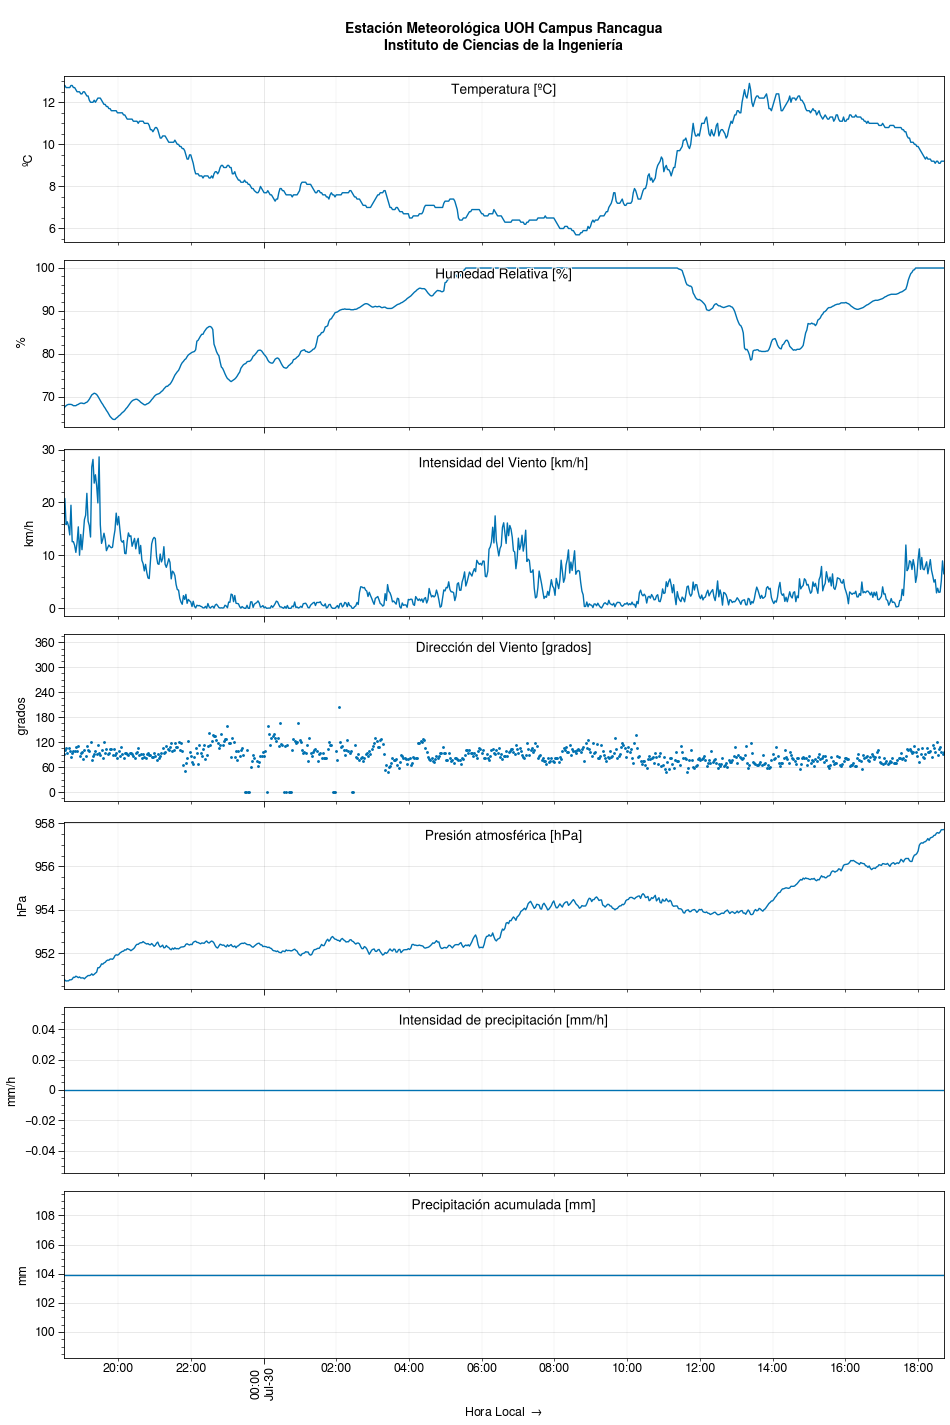 Estación Meteorológica UOH Campus Rancagua
Instituto de Ciencias de la Ingeniería
Temperatura [ºC]
ºC
12
10
8
6
Humedad Relativa [%]
%
100
90
80
70
Intensidad del Viento [km/h]
km/h
30
20
10
0
Dirección del Viento [grados]
grados
360
300
240
180
120
60
0
Presión atmosférica [hPa]
hPa
958
956
954
952
Intensidad de precipitación [mm/h]
mm/h
0.04
0.02
0
−0.02
−0.04
Precipitación acumulada [mm]
mm
108
106
104
102
100
20:00
22:00
00:00
Jul-30
02:00
04:00
06:00
08:00
10:00
12:00
14:00
16:00
18:00
Hora Local →